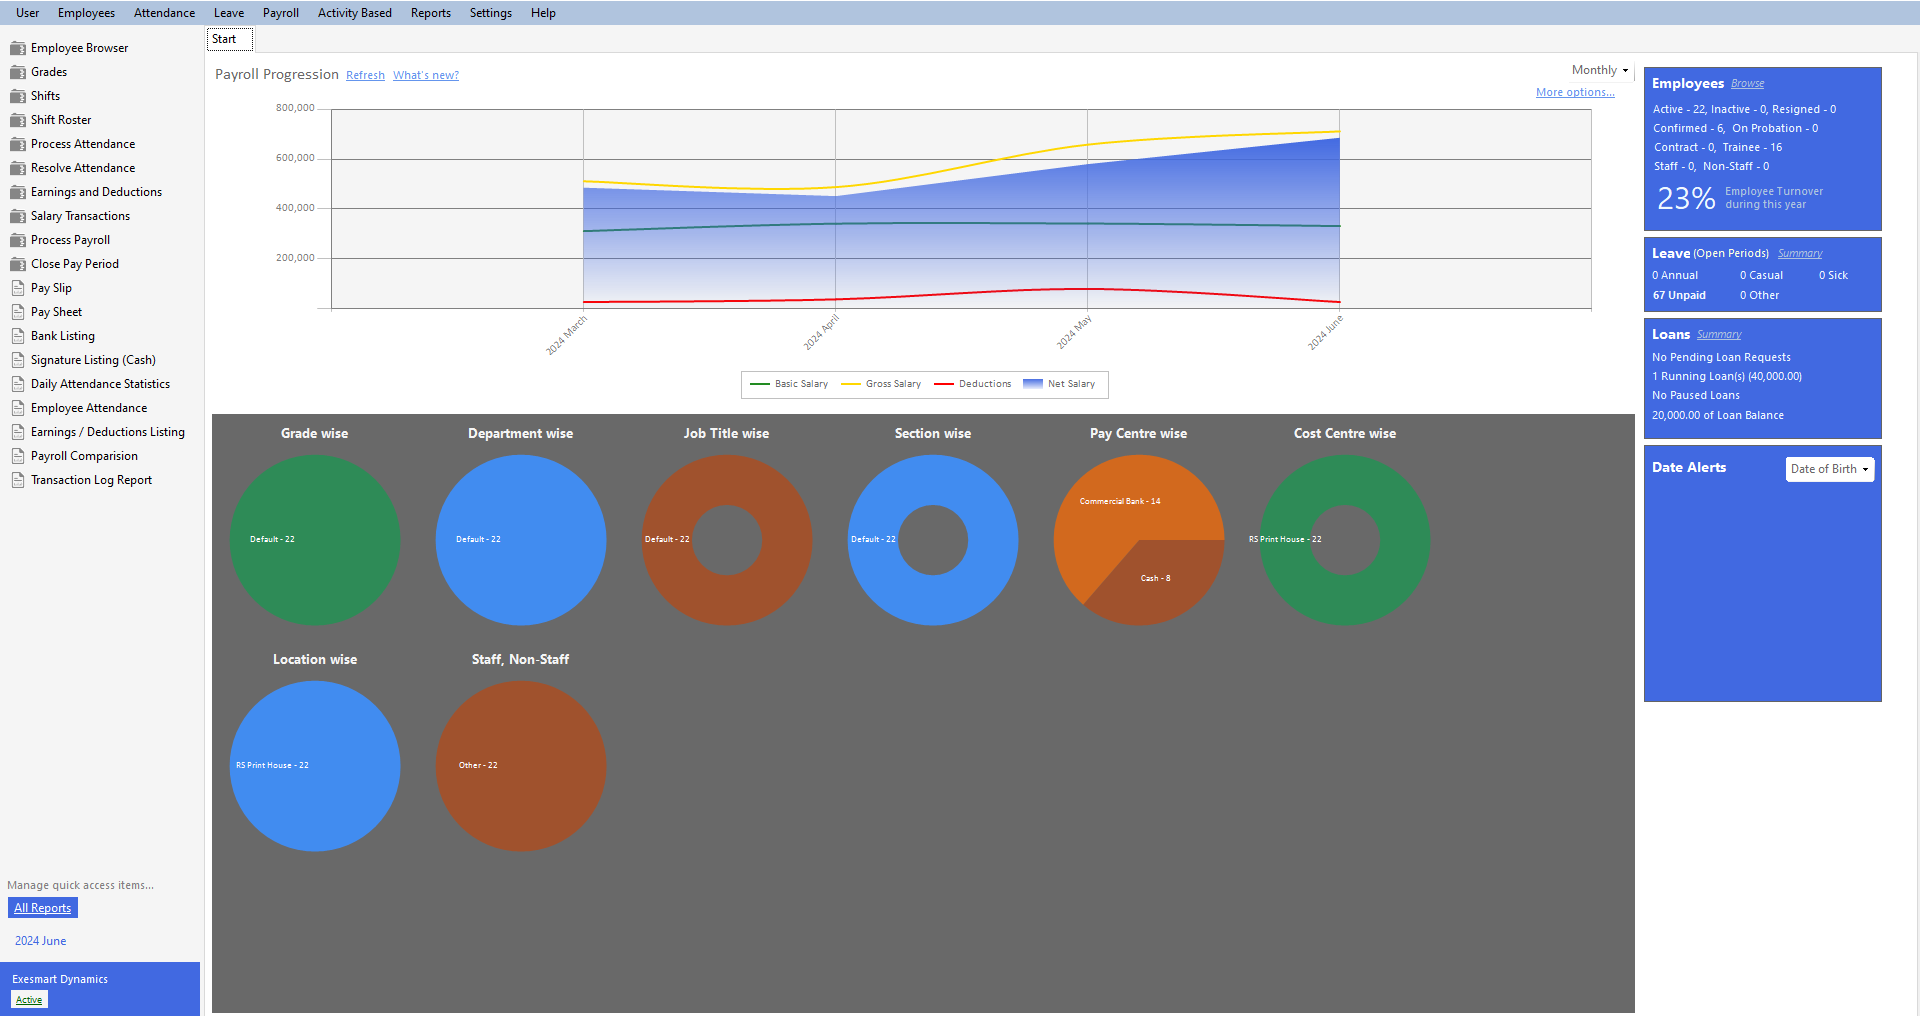 User Employees Attendance Leave Payroll Activity Based Reports Settings Help
Employee Browser
Grades
Shifts
Shift Roster
Process Attendance
Resolve Attendance
Earnings and Deductions
Salary Transactions
Process Payroll
Close Pay Period
Pay Slip
Pay Sheet
Bank Listing
Signature Listing (Cash)
Daily Attendance Statistics
Employee Attendance
Earnings / Deductions Listing
Payroll Comparision
Transaction Log Report
Manage quick access items...
All Reports
2024 June
Exesmart Dynamics
Active
Start
Payroll Progression Refresh What's new?
Monthly
More options...
800,000
600,000
400,000
200,000
2024 March 2024 April 2024 May 2024 June
Basic Salary Gross Salary Deductions Net Salary
Grade wise Department wise Job Title wise Section wise Pay Centre wise Cost Centre wise
Commercial Bank - 14
Default - 22 Default - 22 Default - 22 Default - 22 RS Print House - 22
Cash - 8
Location wise Staff, Non-Staff
RS Print House - 22 Other - 22
Employees Browse
Active - 22, Inactive - 0, Resigned - 0
Confirmed - 6, On Probation - 0
Contract - 0, Trainee - 16
Staff - 0, Non-Staff - 0
23% Employee Turnover
during this year
Leave (Open Periods) Summary
0 Annual 0 Casual 0 Sick
67 Unpaid 0 Other
Loans Summary
No Pending Loan Requests
1 Running Loan(s) (40,000.00)
No Paused Loans
20,000.00 of Loan Balance
Date Alerts Date of Birth